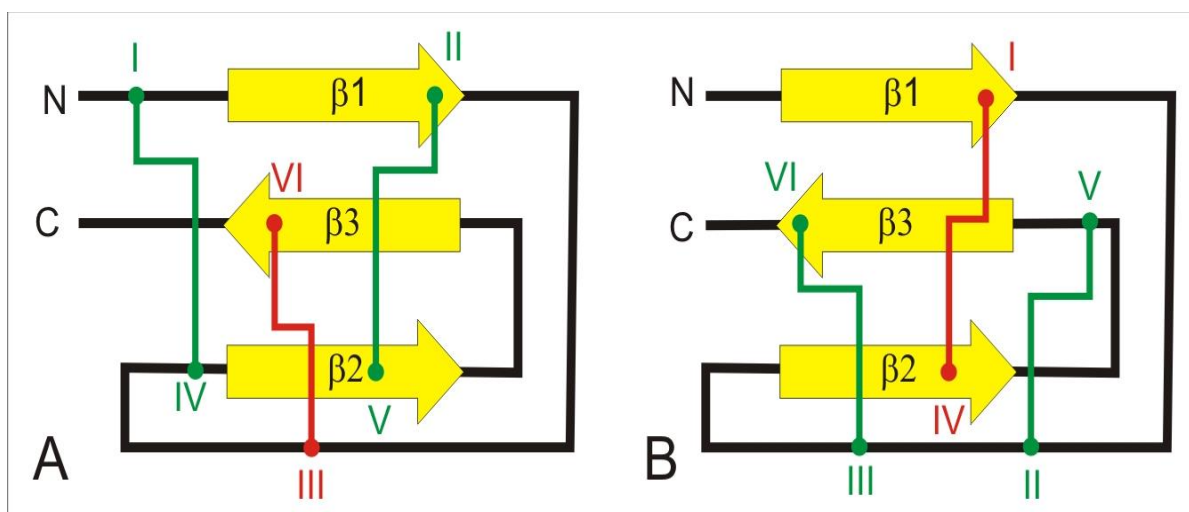 I II
N β1
VI
C β3
β2
IV V
A III
I
N β1
VI V
C β3
β2
IV
B III II